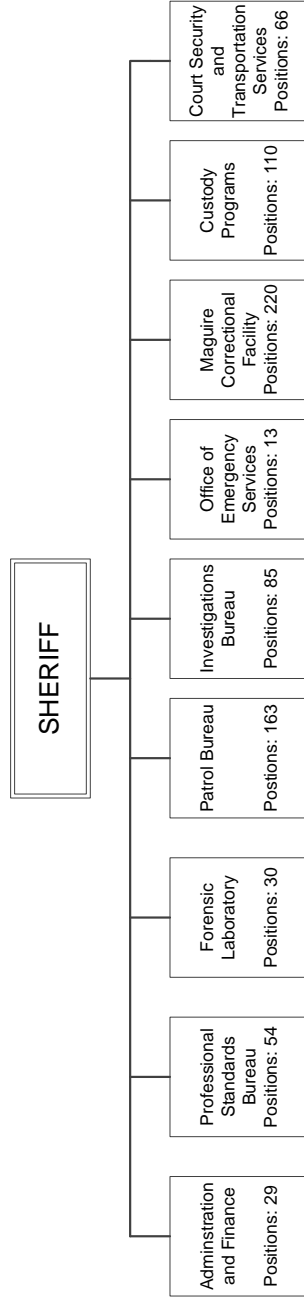 SHERIFF
Adminstration
and Finance
Positions: 29
Professional
Standards
Bureau
Positions: 54
Forensic
Laboratory
Positions: 30
Patrol Bureau
Postions: 163
Investigations
Bureau
Positions: 85
Office of
Emergency
Services
Positions: 13
Maguire
Correctional
Facility
Positions: 220
Custody
Programs
Positions: 110
Court Security
and
Transportation
Services
Positions: 66